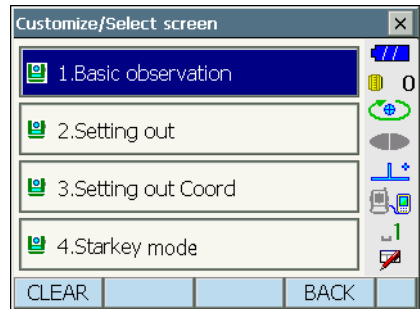 Customize/Select screen
1.Basic observation
0
2.Setting out
3.Setting out Coord
4.Starkey mode
1
CLEAR BACK